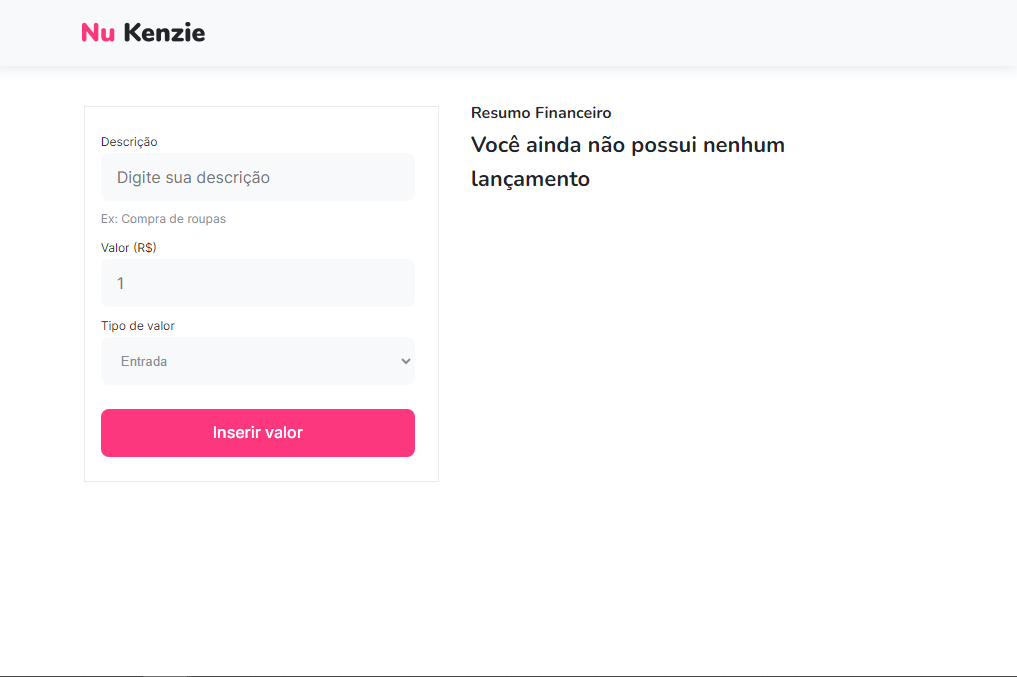 Nu Kenzie
Descrição
Digite sua descrição
Ex: Compra de roupas
Valor (R$)
1
Tipo de valor
Entrada
Inserir valor
Resumo Financeiro
Você ainda não possui nenhum
lançamento